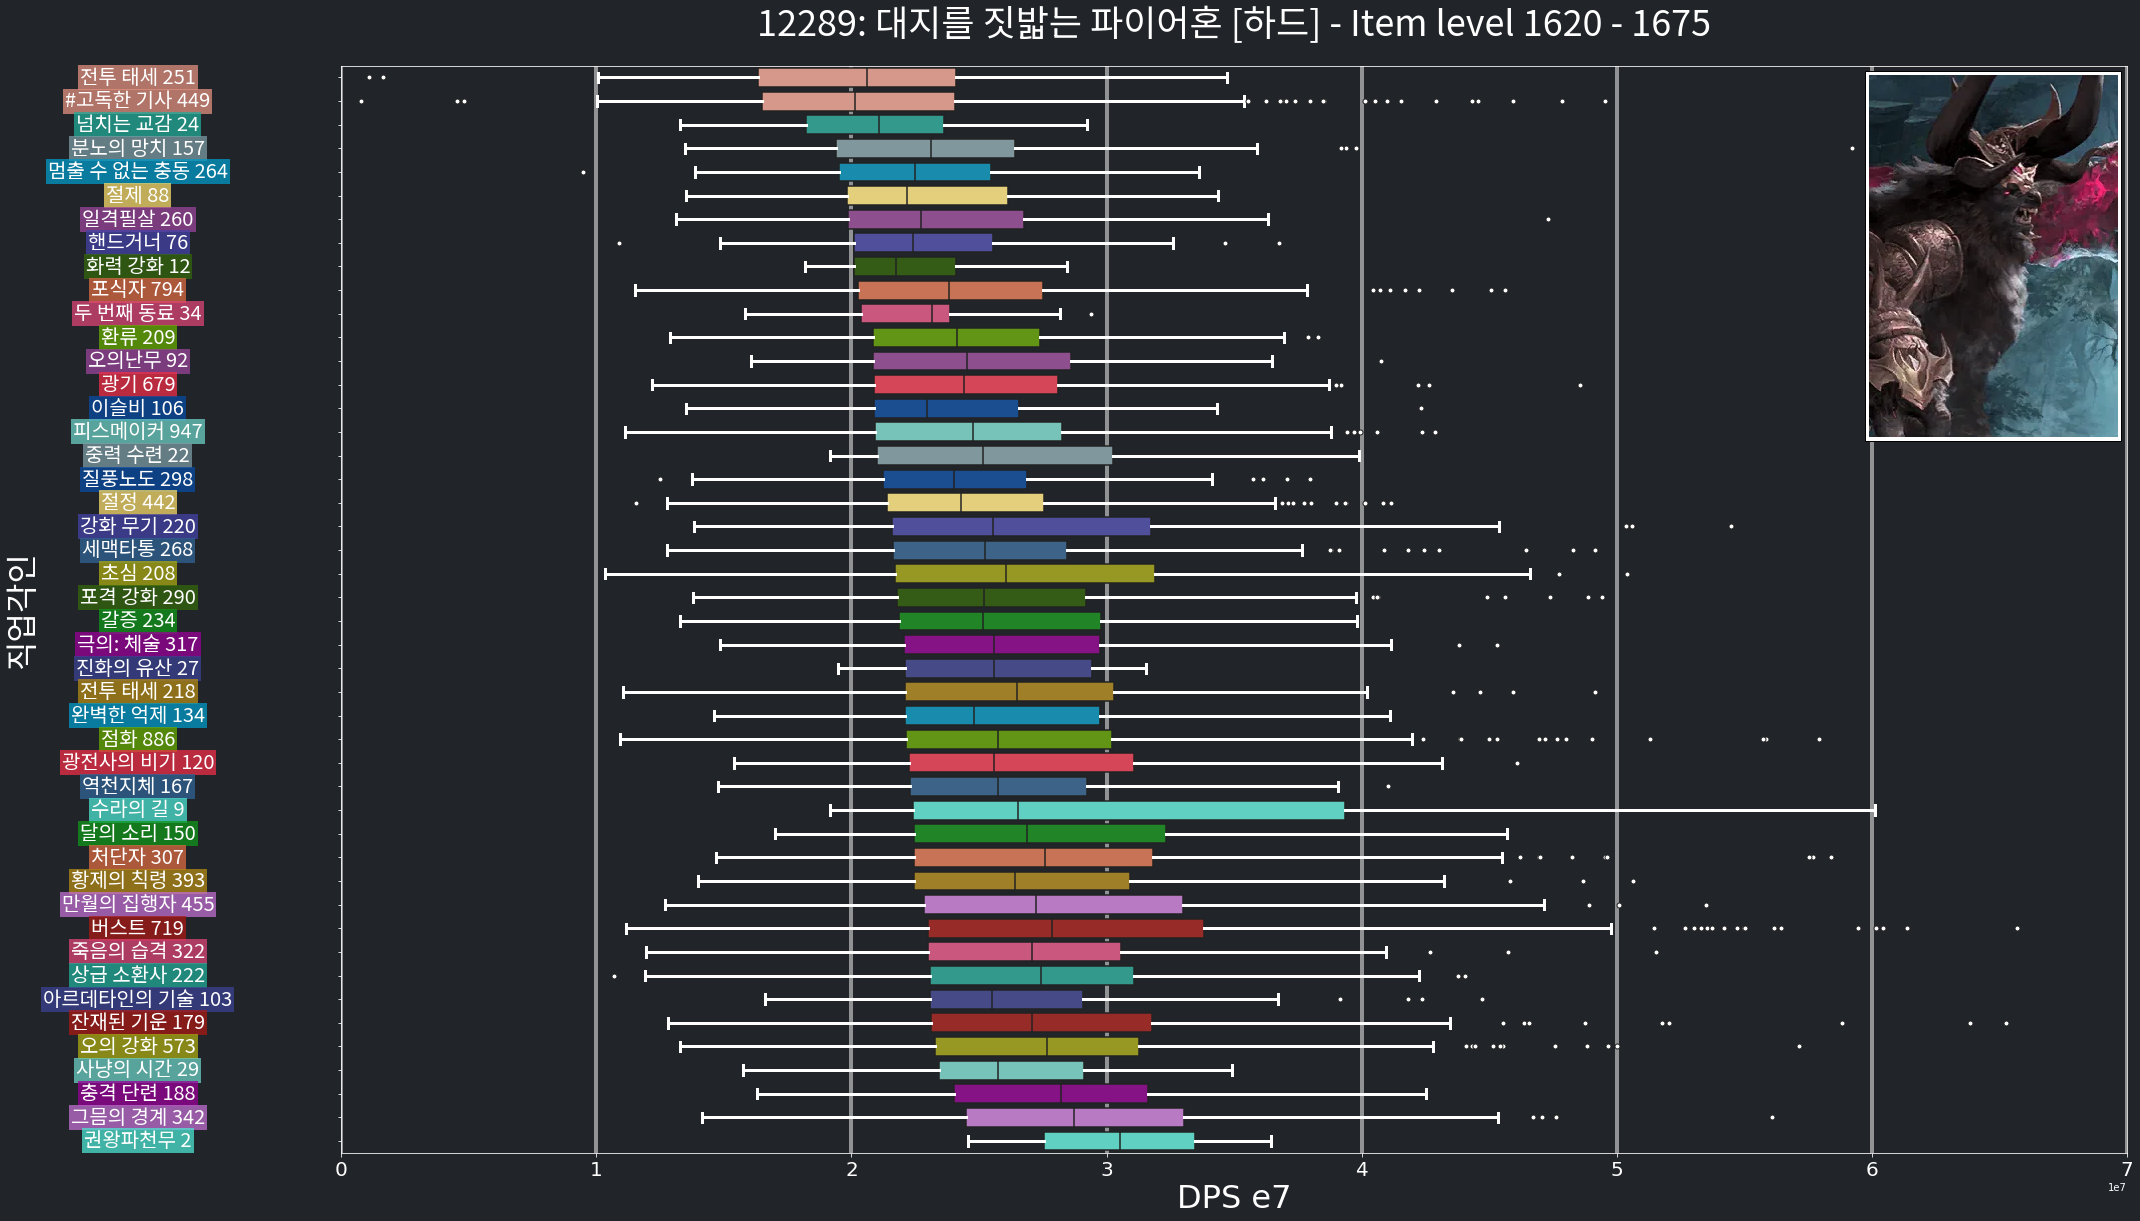 12289: 대지를 짓밟는 파이어혼 [하드] - Item level 1620 - 1675
전투 태세 251
#고독한 기사 449
넘치는 교감 24
분노의 망치 157
멈출 수 없는 충동 264
절제 88
일격필살 260
핸드거너 76
화력 강화 12
포식자 794
두 번째 동료 34
환류 209
오의난무 92
광기 679
이슬비 106
피스메이커 947
중력 수련 22
질풍노도 298
절정 442
강화 무기 220
세맥타통 268
초심 208
포격 강화 290
갈증 234
극의: 체술 317
진화의 유산 27
전투 태세 218
완벽한 억제 134
점화 886
광전사의 비기 120
역천지체 167
수라의 길 9
달의 소리 150
처단자 307
황제의 칙령 393
만월의 집행자 455
버스트 719
죽음의 습격 322
상급 소환사 222
아르데타인의 기술 103
잔재된 기운 179
오의 강화 573
사냥의 시간 29
충격 단련 188
그믐의 경계 342
권왕파천무 2
직업각인
0 1 2 3 4 5 6 7
1e7
DPS e7